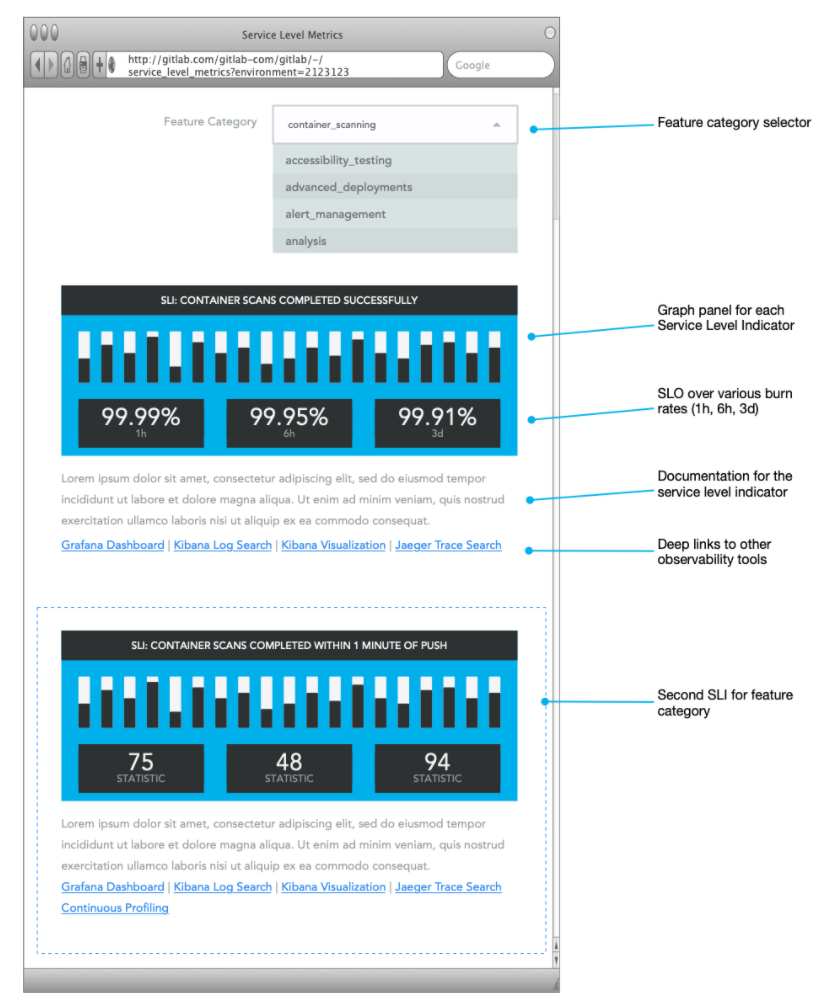 Service Level Metrics
http://gitlab.com/gitlab-com/gitlab/-/
service_level_metrics?environment=2123123
Google
Feature Category
container_scanning
accessibility_testing
advanced_deployments
alert_management
analysis
Feature category selector
SLI: CONTAINER SCANS COMPLETED SUCCESSFULLY
Graph panel for each
Service Level Indicator
99.99%
1h
99.95%
6h
99.91%
3d
SLO over various burn
rates (1h, 6h, 3d)
Lorem ipsum dolor sit amet, consectetur adipiscing elit, sed do eiusmod tempor
incididunt ut labore et dolore magna aliqua. Ut enim ad minim veniam, quis nostrud
exercitation ullamco laboris nisi ut aliquip ex ea commodo consequat.
Documentation for the
service level indicator
Grafana Dashboard | Kibana Log Search | Kibana Visualization | Jaeger Trace Search
Deep links to other
observability tools
SLI: CONTAINER SCANS COMPLETED WITHIN 1 MINUTE OF PUSH
Second SLI for feature
category
75
STATISTIC
48
STATISTIC
94
STATISTIC
Lorem ipsum dolor sit amet, consectetur adipiscing elit, sed do eiusmod tempor
incididunt ut labore et dolore magna aliqua. Ut enim ad minim veniam, quis nostrud
exercitation ullamco laboris nisi ut aliquip ex ea commodo consequat.
Grafana Dashboard | Kibana Log Search | Kibana Visualization | Jaeger Trace Search
Continuous Profiling